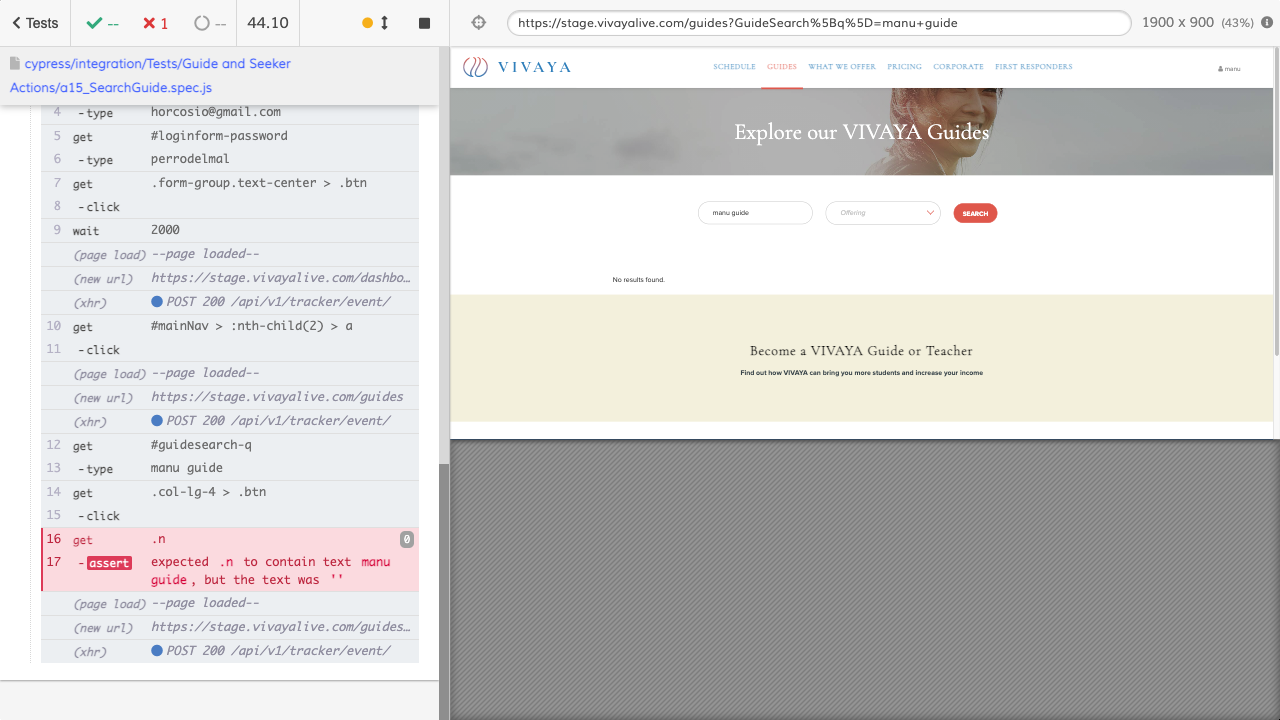 Tests
--
1
--
44.10
https://stage.vivayalive.com/guides?GuideSearch%5Bq%5D=manu+guide
1900 x 900 (43%)
cypress/integration/Tests/Guide and Seeker
Actions/a15_SearchGuide.spec.js
4 -type horcosio@gmail.com
5 get #loginform-password
6 -type perrodelmal
7 get .form-group.text-center > .btn
8 -click
9 wait 2000
(page load) --page loaded--
(new url) https://stage.vivayalive.com/dashbo…
(xhr) POST 200 /api/v1/tracker/event/
10 get #mainNav > :nth-child(2) > a
11 -click
(page load) --page loaded--
(new url) https://stage.vivayalive.com/guides
(xhr) POST 200 /api/v1/tracker/event/
12 get #guidesearch-q
13 -type manu guide
14 get .col-lg-4 > .btn
15 -click
16 get .n 0
17 -assert expected .n to contain text manu
guide, but the text was ''
(page load) --page loaded--
(new url) https://stage.vivayalive.com/guides…
(xhr) POST 200 /api/v1/tracker/event/
VIVAYA
SCHEDULE GUIDES WHAT WE OFFER PRICING CORPORATE FIRST RESPONDERS
manu
Explore our VIVAYA Guides
manu guide
Offering
SEARCH
No results found.
Become a VIVAYA Guide or Teacher
Find out how VIVAYA can bring you more students and increase your income